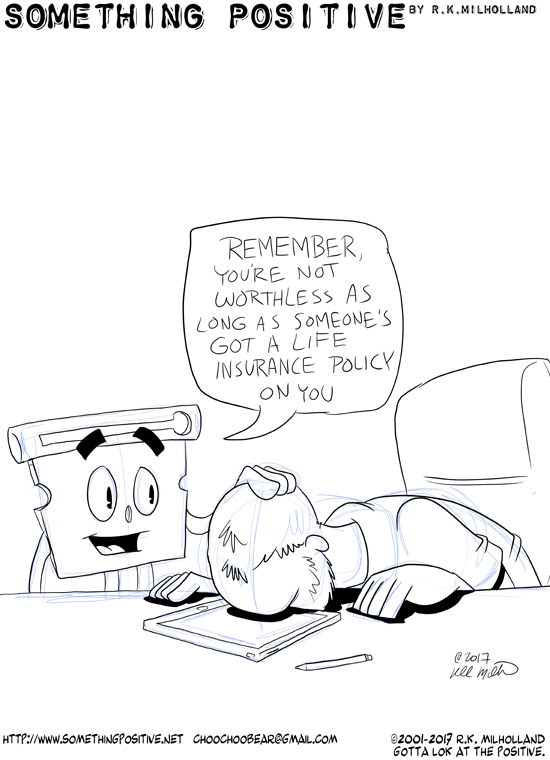 SOMETHING POSITIVE BY R.K.MILHOLLAND
REMEMBER,
YOU'RE NOT
WORTHLESS AS
LONG AS SOMEONE'S
GOT A LIFE
INSURANCE POLICY
ON YOU
©2017
HTTP://WWW.SOMETHINGPOSITIVE.NET CHOOCHOOBEAR@GMAIL.COM
©2001-2017 R.K. MILHOLLAND
GOTTA LOK AT THE POSITIVE.